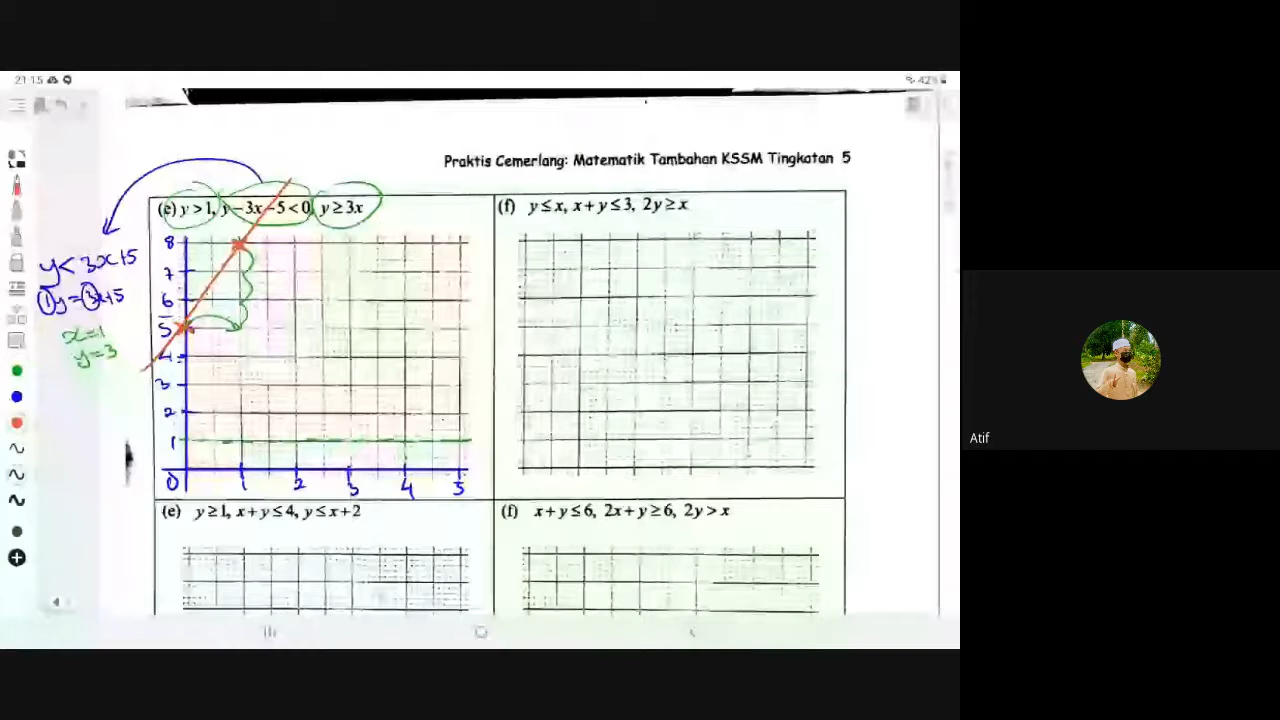 21:15
42%
Praktis Cemerlang: Matematik Tambahan KSSM Tingkatan 5
(e) y > 1, y − 3x − 5 < 0, y ≥ 3x
(f) y ≤ x, x + y ≤ 3, 2y ≥ x
y < 3x+5
y = 3x+5
x=1
y=3
8
7
6
5
4
3
2
1
0 1 2 3 4 5
Atif
(e) y ≥ 1, x + y ≤ 4, y ≤ x + 2
(f) x + y ≤ 6, 2x + y ≥ 6, 2y > x